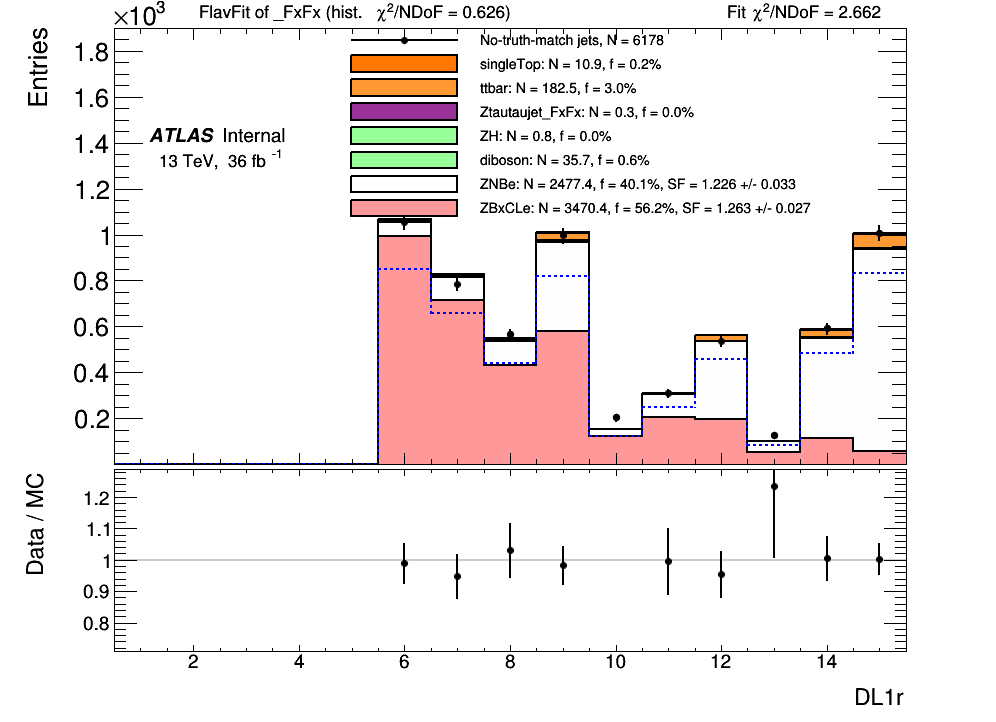 ×10³ FlavFit of _FxFx (hist. χ²/NDoF = 0.626) Fit χ²/NDoF = 2.662
Entries
No-truth-match jets, N = 6178
singleTop: N = 10.9, f = 0.2%
ttbar: N = 182.5, f = 3.0%
Ztautaujet_FxFx: N = 0.3, f = 0.0%
ZH: N = 0.8, f = 0.0%
diboson: N = 35.7, f = 0.6%
ZNBe: N = 2477.4, f = 40.1%, SF = 1.226 +/- 0.033
ZBxCLe: N = 3470.4, f = 56.2%, SF = 1.263 +/- 0.027
ATLAS Internal
13 TeV, 36 fb⁻¹
1.8
1.6
1.4
1.2
1
0.8
0.6
0.4
0.2
Data / MC
1.2
1.1
1
0.9
0.8
2 4 6 8 10 12 14
DL1r